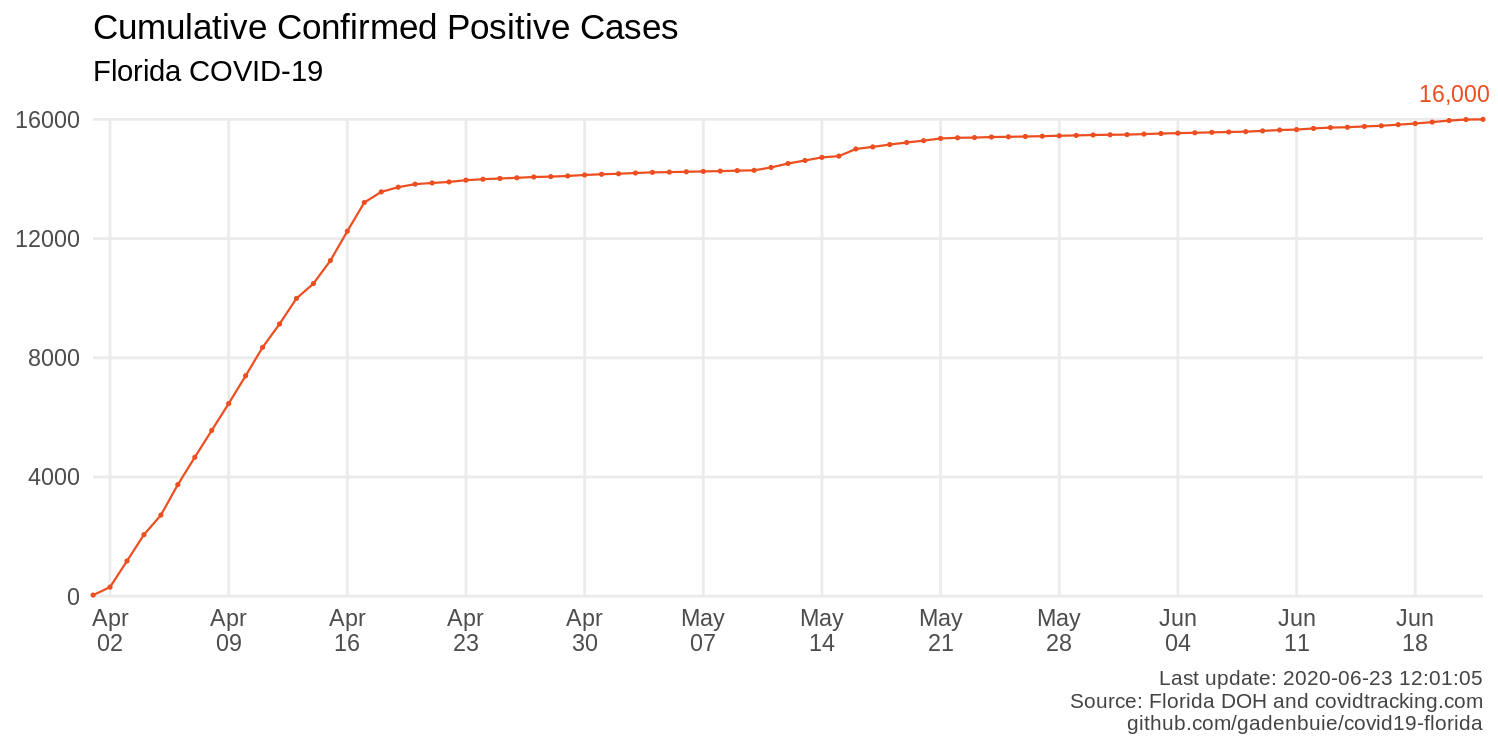 Cumulative Confirmed Positive Cases
Florida COVID-19
16,000
16000
12000
8000
4000
0
Apr 02
Apr 09
Apr 16
Apr 23
Apr 30
May 07
May 14
May 21
May 28
Jun 04
Jun 11
Jun 18
Last update: 2020-06-23 12:01:05
Source: Florida DOH and covidtracking.com
github.com/gadenbuie/covid19-florida